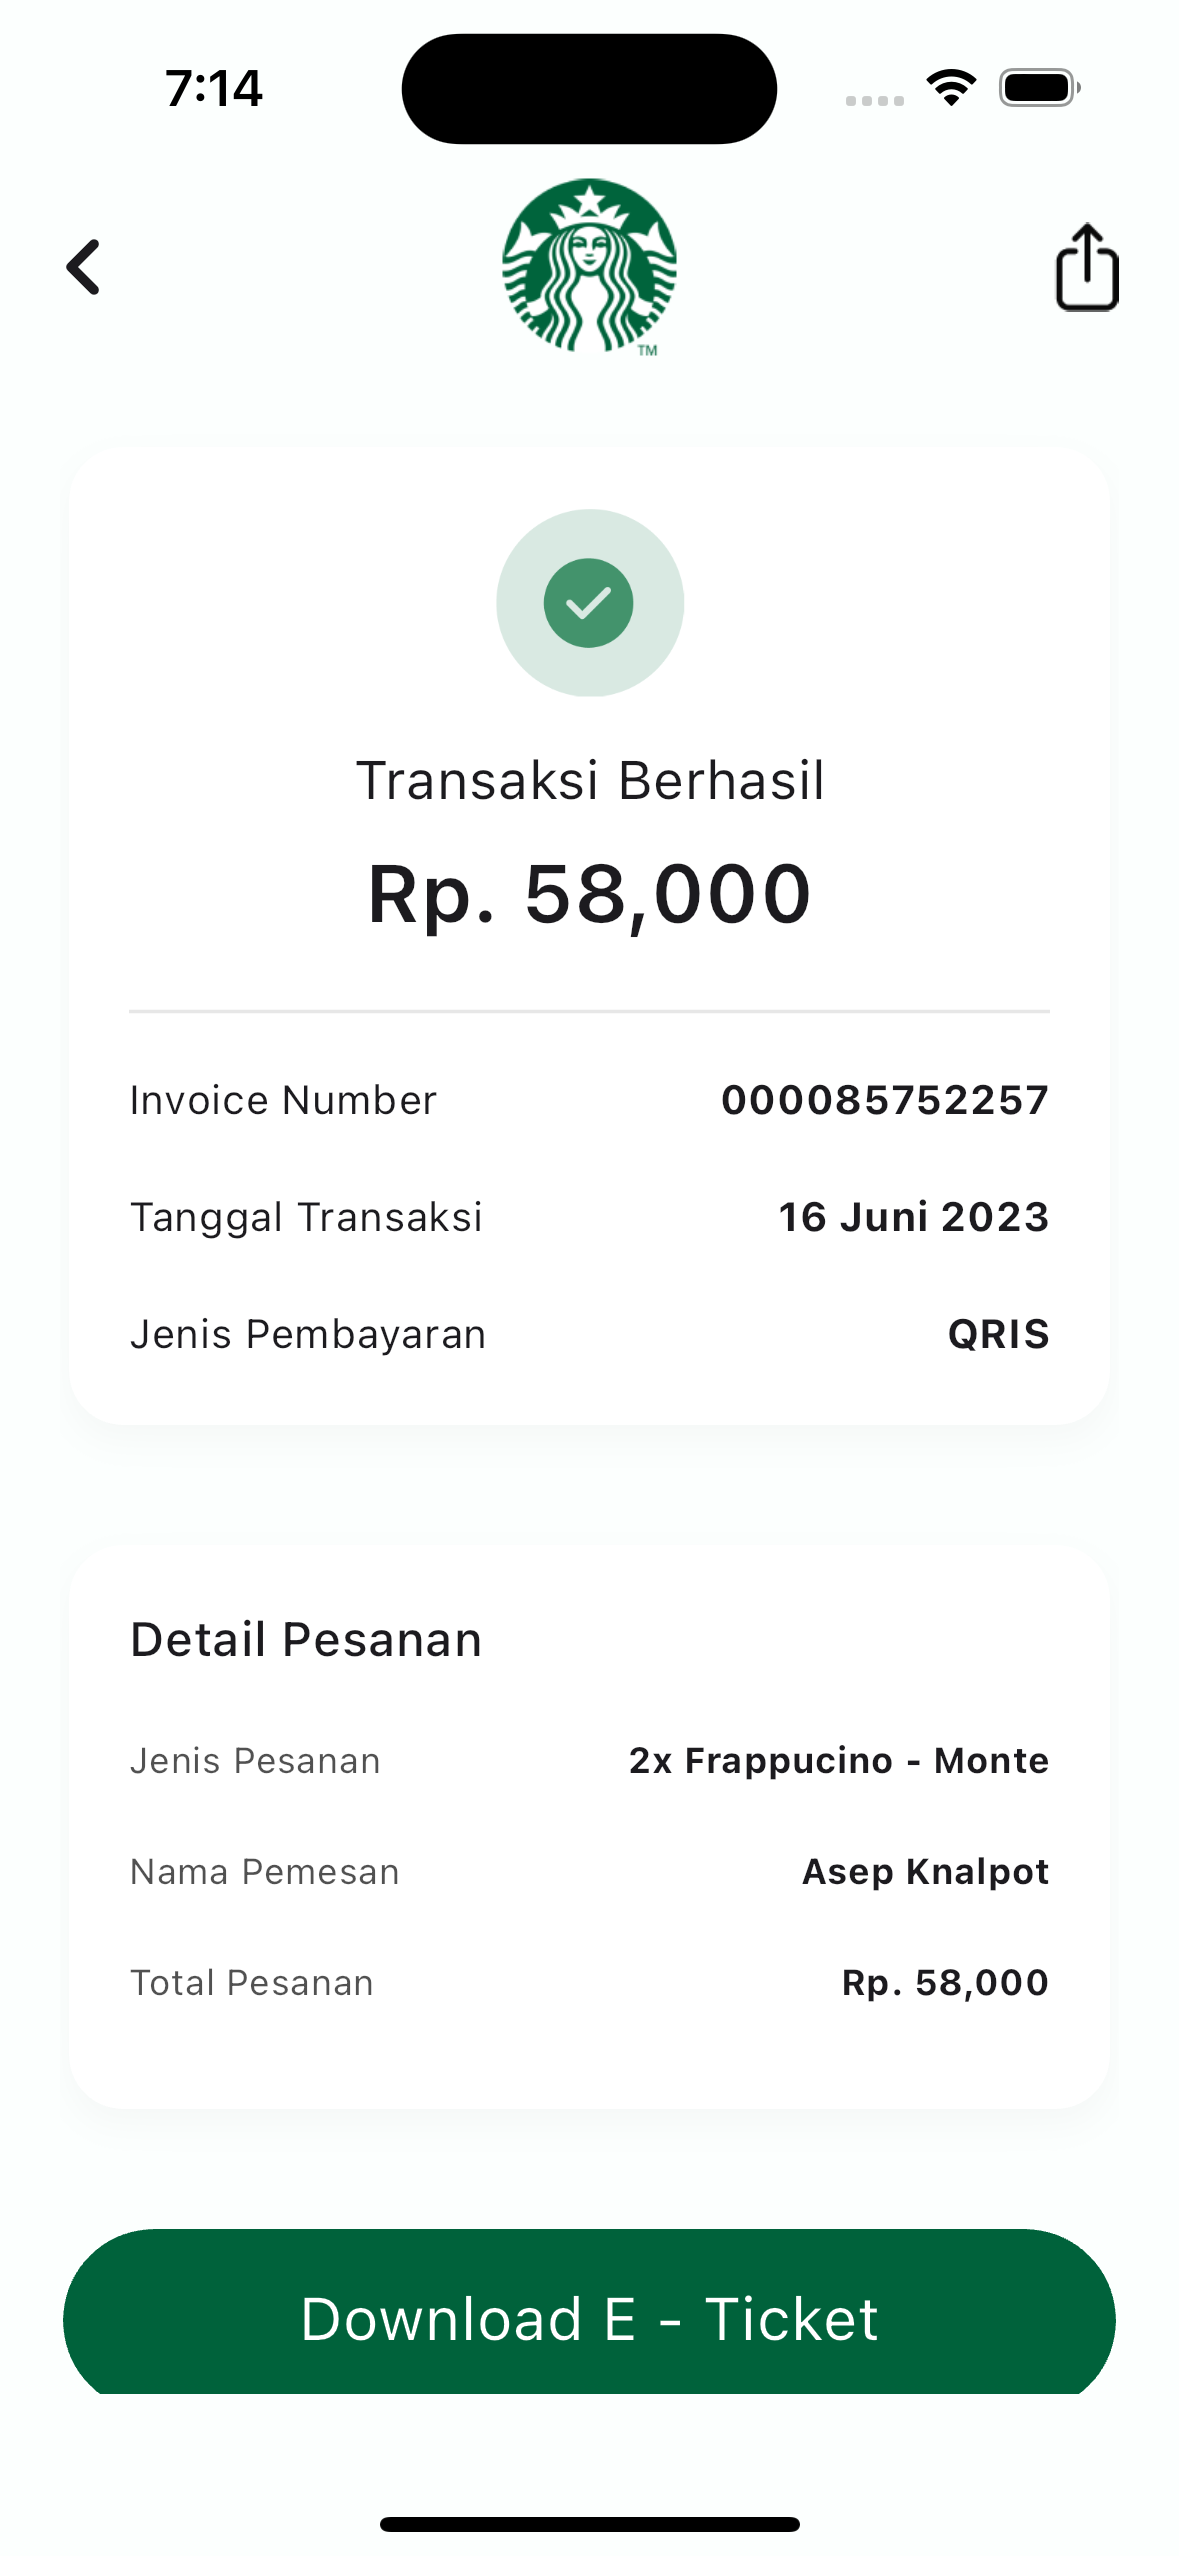 7:14
TM
Transaksi Berhasil
Rp. 58,000
Invoice Number 000085752257
Tanggal Transaksi 16 Juni 2023
Jenis Pembayaran QRIS
Detail Pesanan
Jenis Pesanan 2x Frappucino - Monte
Nama Pemesan Asep Knalpot
Total Pesanan Rp. 58,000
Download E - Ticket